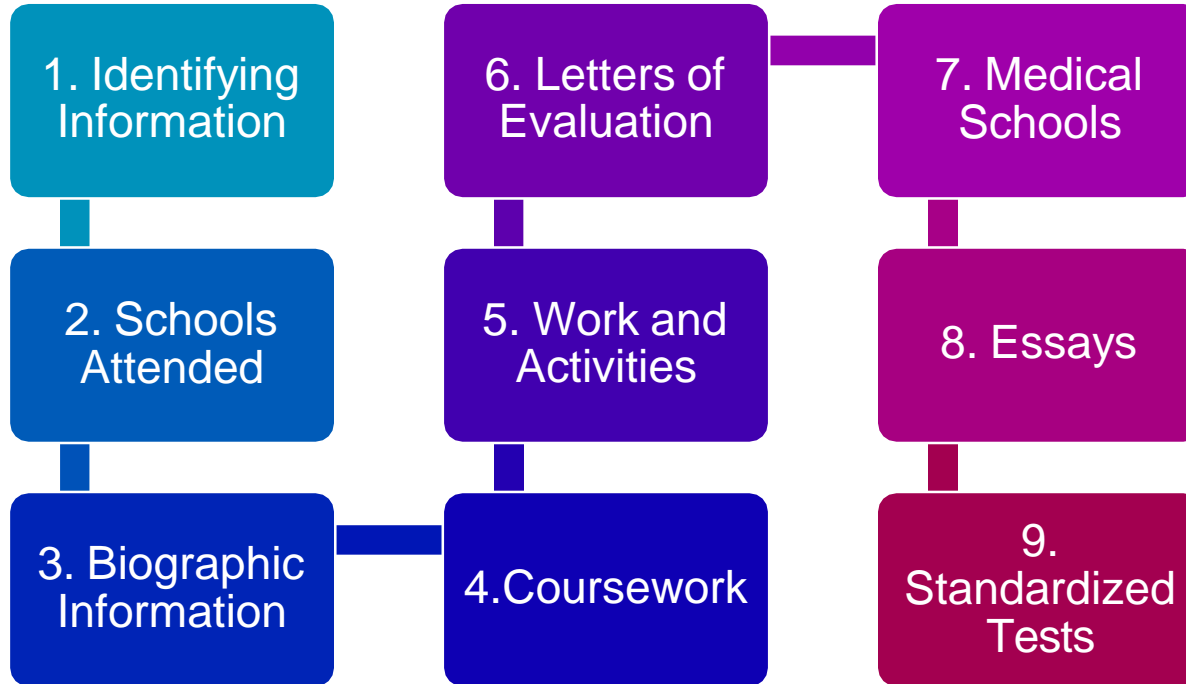 1. Identifying
Information
2. Schools
Attended
3. Biographic
Information
4.Coursework
5. Work and
Activities
6. Letters of
Evaluation
7. Medical
Schools
8. Essays
9.
Standardized
Tests